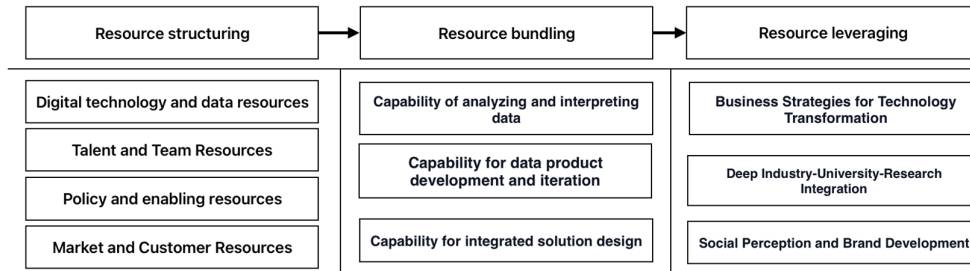 Resource structuring
Resource bundling
Resource leveraging
Digital technology and data resources
Talent and Team Resources
Policy and enabling resources
Market and Customer Resources
Capability of analyzing and interpreting
data
Capability for data product
development and iteration
Capability for integrated solution design
Business Strategies for Technology
Transformation
Deep Industry-University-Research
Integration
Social Perception and Brand Development